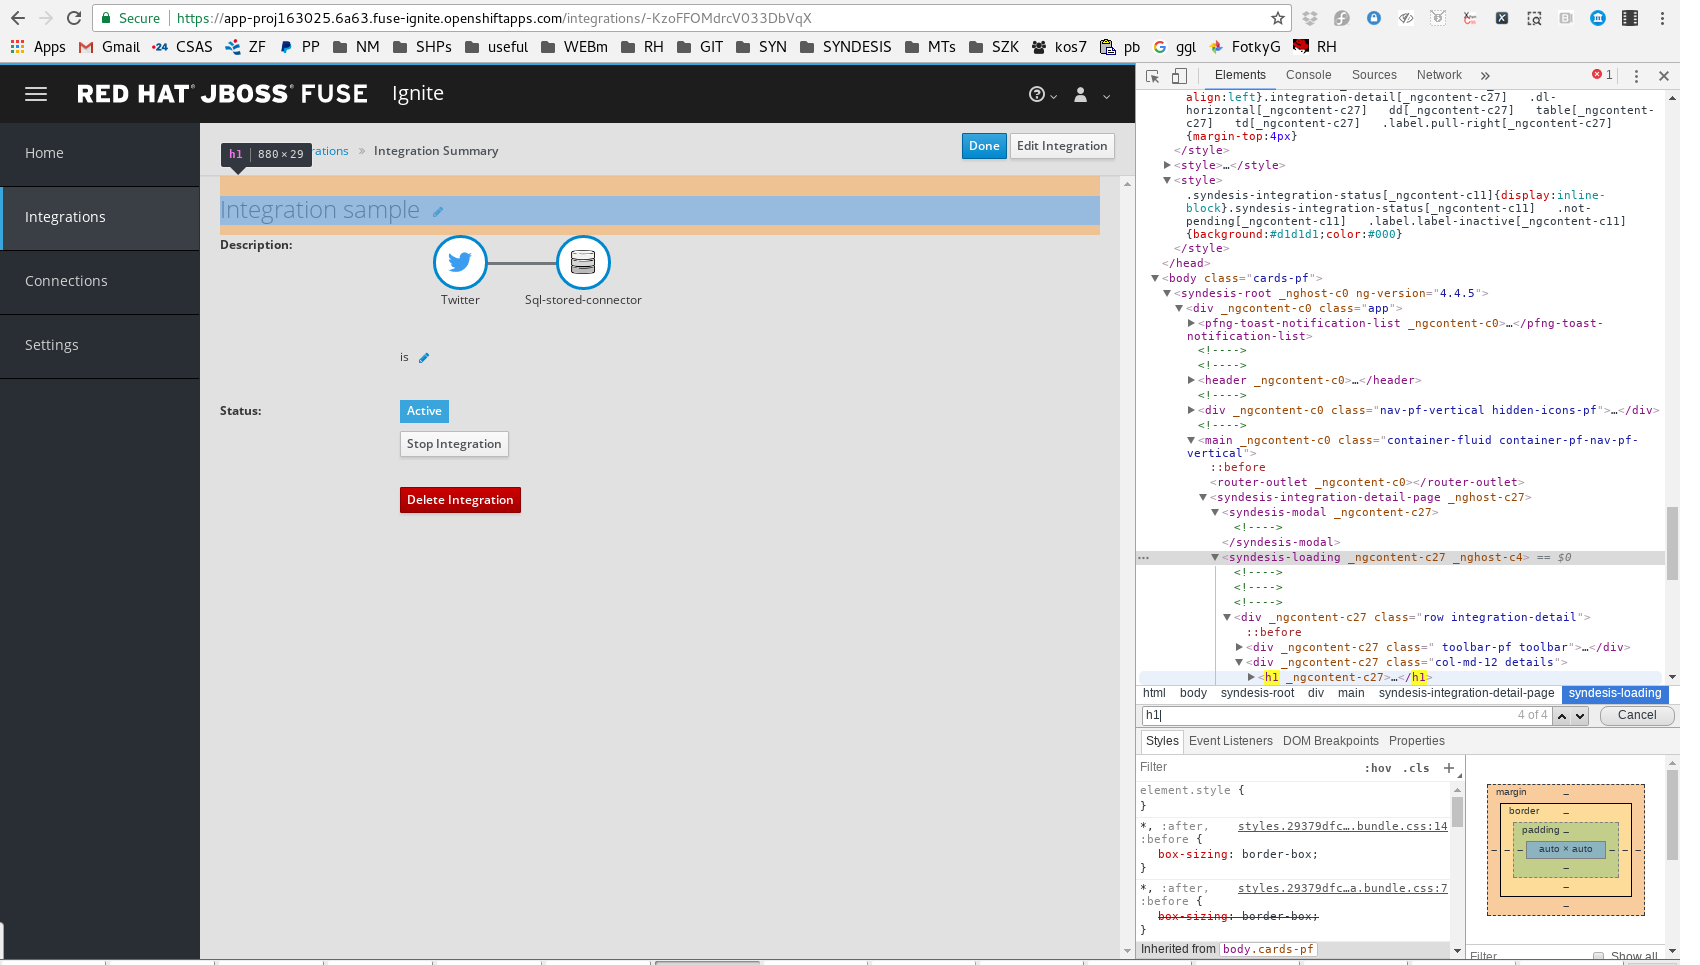 Secure | https://app-proj163025.6a63.fuse-ignite.openshiftapps.com/integrations/-KzoFFOMdrcV033DbVqX
Apps Gmail CSAS ZF PP NM SHPs useful WEBm RH GIT SYN SYNDESIS MTs SZK kos7 pb ggl FotkyG RH
RED HAT JBOSS FUSE Ignite
Home
Integrations
Connections
Settings
h1 | 880 × 29
rations » Integration Summary
Done Edit Integration
Integration sample
Description:
Twitter Sql-stored-connector
is
Status:
Active
Stop Integration
Delete Integration
Elements Console Sources Network » 1
align:left}.integration-detail[_ngcontent-c27] .dl-
horizontal[_ngcontent-c27] dd[_ngcontent-c27] table[_ngcontent-
c27] td[_ngcontent-c27] .label.pull-right[_ngcontent-c27]
{margin-top:4px}
</style>
<style>…</style>
<style>
.syndesis-integration-status[_ngcontent-c11]{display:inline-
block}.syndesis-integration-status[_ngcontent-c11] .not-
pending[_ngcontent-c11] .label.label-inactive[_ngcontent-c11]
{background:#d1d1d1;color:#000}
</style>
</head>
<body class="cards-pf">
<syndesis-root _nghost-c0 ng-version="4.4.5">
<div _ngcontent-c0 class="app">
<pfng-toast-notification-list _ngcontent-c0>…</pfng-toast-
notification-list>
<!---->
<!---->
<header _ngcontent-c0>…</header>
<!---->
<div _ngcontent-c0 class="nav-pf-vertical hidden-icons-pf">…</div>
<!---->
<main _ngcontent-c0 class="container-fluid container-pf-nav-pf-
vertical">
::before
<router-outlet _ngcontent-c0></router-outlet>
<syndesis-integration-detail-page _nghost-c27>
<syndesis-modal _ngcontent-c27>
<!---->
</syndesis-modal>
<syndesis-loading _ngcontent-c27 _nghost-c4> == $0
<!---->
<!---->
<!---->
<div _ngcontent-c27 class="row integration-detail">
::before
<div _ngcontent-c27 class=" toolbar-pf toolbar">…</div>
<div _ngcontent-c27 class="col-md-12 details">
<h1 _ngcontent-c27>…</h1>
html body syndesis-root div main syndesis-integration-detail-page syndesis-loading
h1 4 of 4 Cancel
Styles Event Listeners DOM Breakpoints Properties
Filter :hov .cls +
element.style {
}
*, :after, styles.29379dfc….bundle.css:14
:before {
box-sizing: border-box;
}
*, :after, styles.29379dfc…a.bundle.css:7
:before {
box-sizing: border-box;
}
Inherited from body.cards-pf
margin –
border –
padding –
– – – auto × auto – – –
–
–
–
Filter Show all